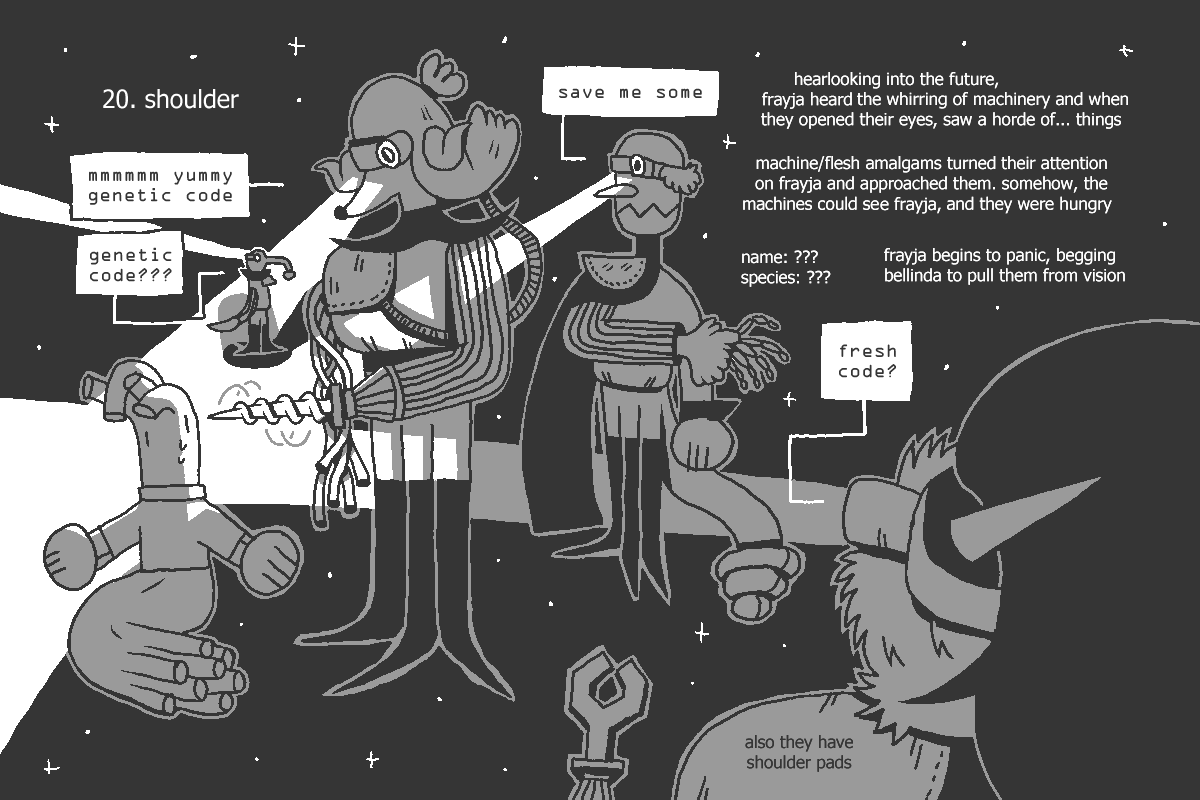 20. shoulder
mmmmmm yummy
genetic code
genetic
code???
save me some
hearlooking into the future,
frayja heard the whirring of machinery and when
they opened their eyes, saw a horde of... things
machine/flesh amalgams turned their attention
on frayja and approached them. somehow, the
machines could see frayja, and they were hungry
name: ???
species: ???
frayja begins to panic, begging
bellinda to pull them from vision
fresh
code?
also they have
shoulder pads